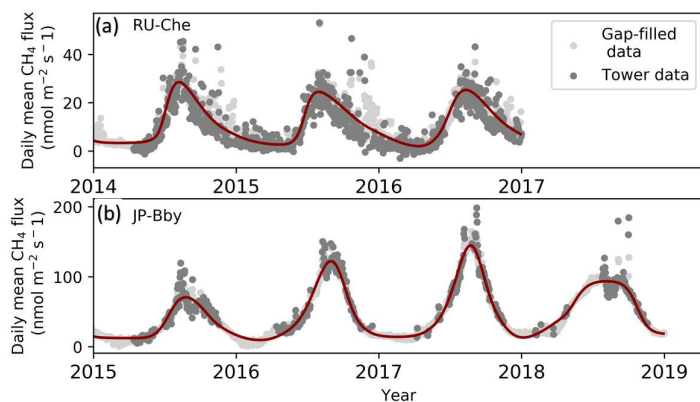 (a) RU-Che
Gap-filled
data
Tower data
Daily mean CH₄ flux
(nmol m⁻² s⁻¹)
40
20
0
2014 2015 2016 2017
(b) JP-Bby
Daily mean CH₄ flux
(nmol m⁻² s⁻1)
200
100
0
2015 2016 2017 2018 2019
Year